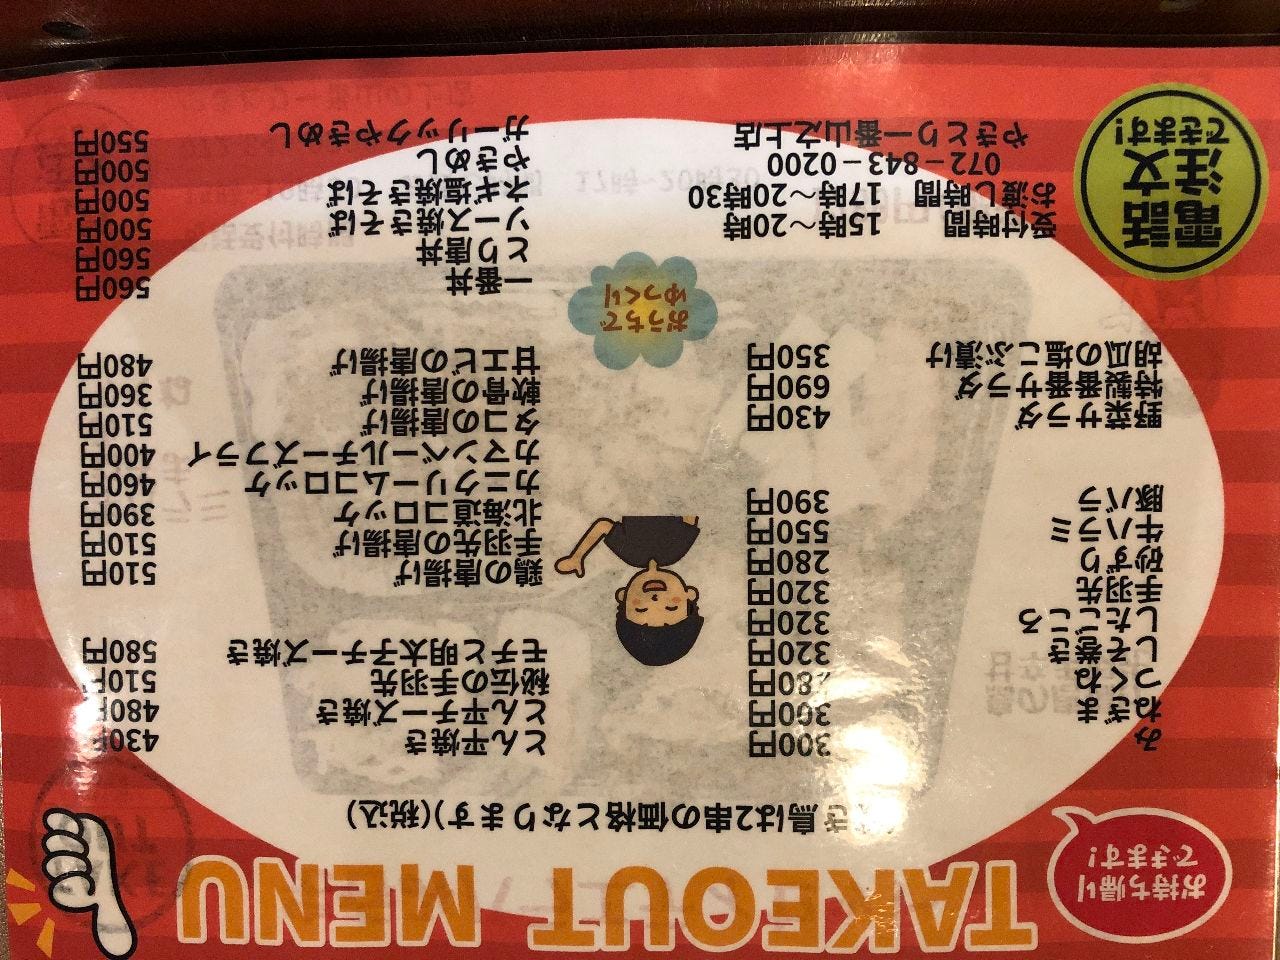 お持ち帰り
できます!
TAKEOUT MENU
き鳥は2串の価格となります)(税込)
み 300円
ねぎま 300円
つくね 280円
しそ巻き 320円
したごころ 320円
手羽先 320円
砂ずり 280円
牛ハラミ 550円
豚バラ 390円
野菜サラダ 430円
特製番番サラダ 690円
胡瓜の塩こぶ漬け 350円
とん平焼き 430円
とん平チーズ焼き 480円
秘伝の手羽先 510円
モチと明太子チーズ焼き 580円
鶏の唐揚げ 510円
手羽先の唐揚げ 510円
北海道コロッケ 390円
カニクリームコロッケ 460円
カマンベールチーズフライ 400円
タコの唐揚げ 510円
軟骨の唐揚げ 360円
甘エビの唐揚げ 480円
おうちで
ゆっくり
一番丼 560円
とり唐丼 560円
ソース焼きそば 500円
ネギ塩焼きそば 500円
やきめし 500円
ガーリックやきめし 550円
電話
注文
できます!
受付時間 15時〜20時
お渡し時間 17時〜20時30
072-843-0200
やきとり一番山之上店